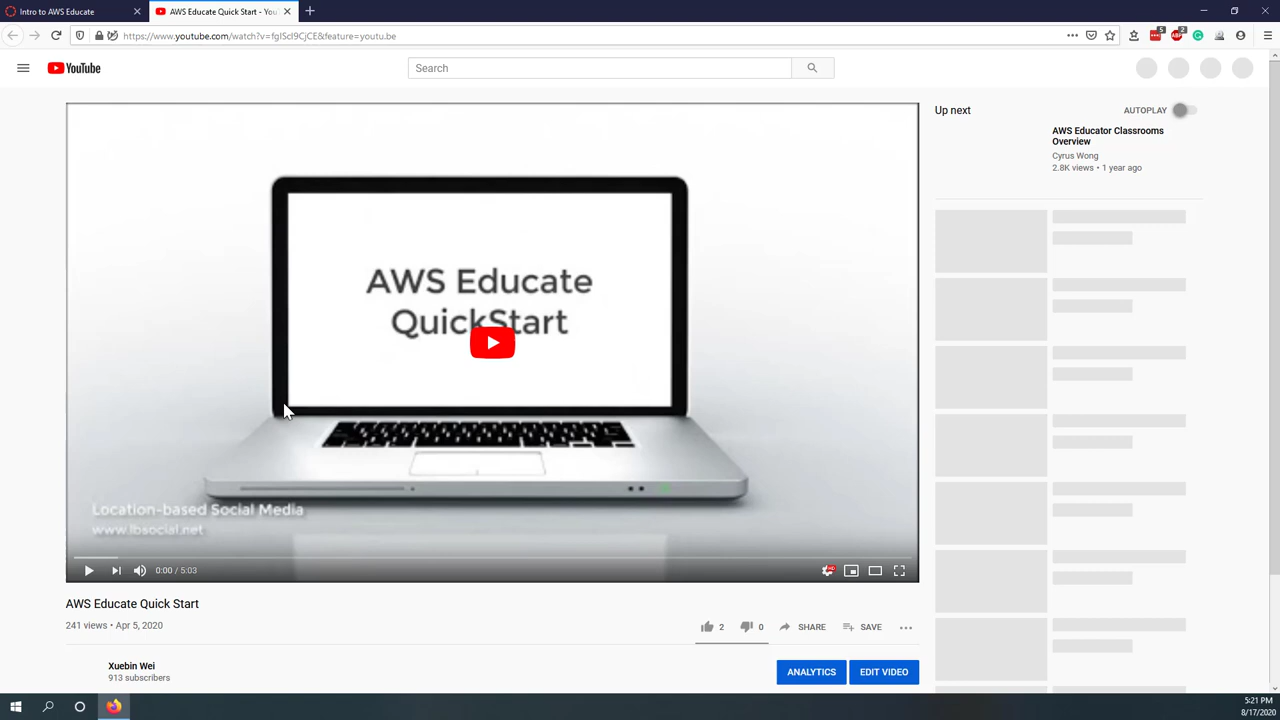 Intro to AWS Educate
AWS Educate Quick Start - You
https://www.youtube.com/watch?v=fgIScI9CjCE&feature=youtu.be
YouTube
Search
Up next
AUTOPLAY
AWS Educator Classrooms
Overview
Cyrus Wong
2.8K views • 1 year ago
AWS Educate
QuickStart
Location-based Social Media
www.lbsocial.net
0:00 / 5:03
HD
AWS Educate Quick Start
241 views • Apr 5, 2020
2
0
SHARE
SAVE
Xuebin Wei
913 subscribers
ANALYTICS
EDIT VIDEO
5:21 PM
8/17/2020